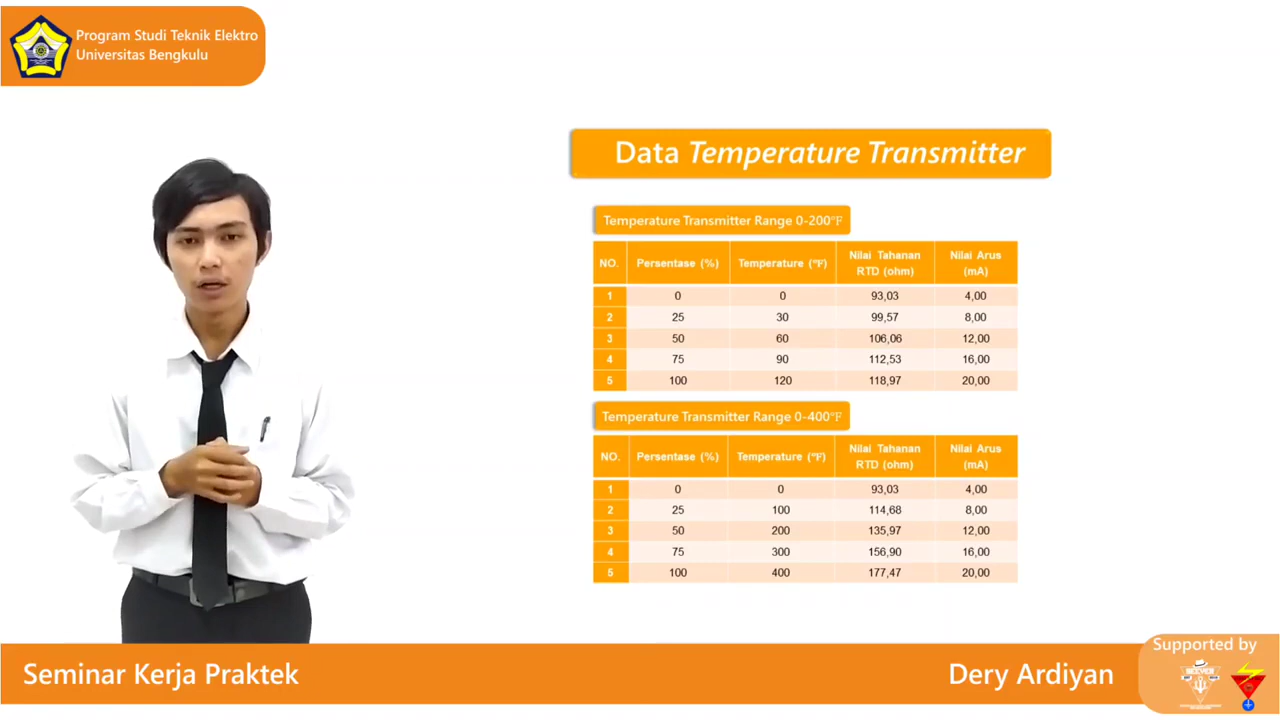 Program Studi Teknik Elektro
Universitas Bengkulu
Data Temperature Transmitter
Temperature Transmitter Range 0-200°F
NO. Persentase (%) Temperature (°F) Nilai Tahanan RTD (ohm) Nilai Arus (mA)
1 0 0 93,03 4,00
2 25 30 99,57 8,00
3 50 60 106,06 12,00
4 75 90 112,53 16,00
5 100 120 118,97 20,00
Temperature Transmitter Range 0-400°F
NO. Persentase (%) Temperature (°F) Nilai Tahanan RTD (ohm) Nilai Arus (mA)
1 0 0 93,03 4,00
2 25 100 114,68 8,00
3 50 200 135,97 12,00
4 75 300 156,90 16,00
5 100 400 177,47 20,00
Seminar Kerja Praktek
Dery Ardiyan
Supported by